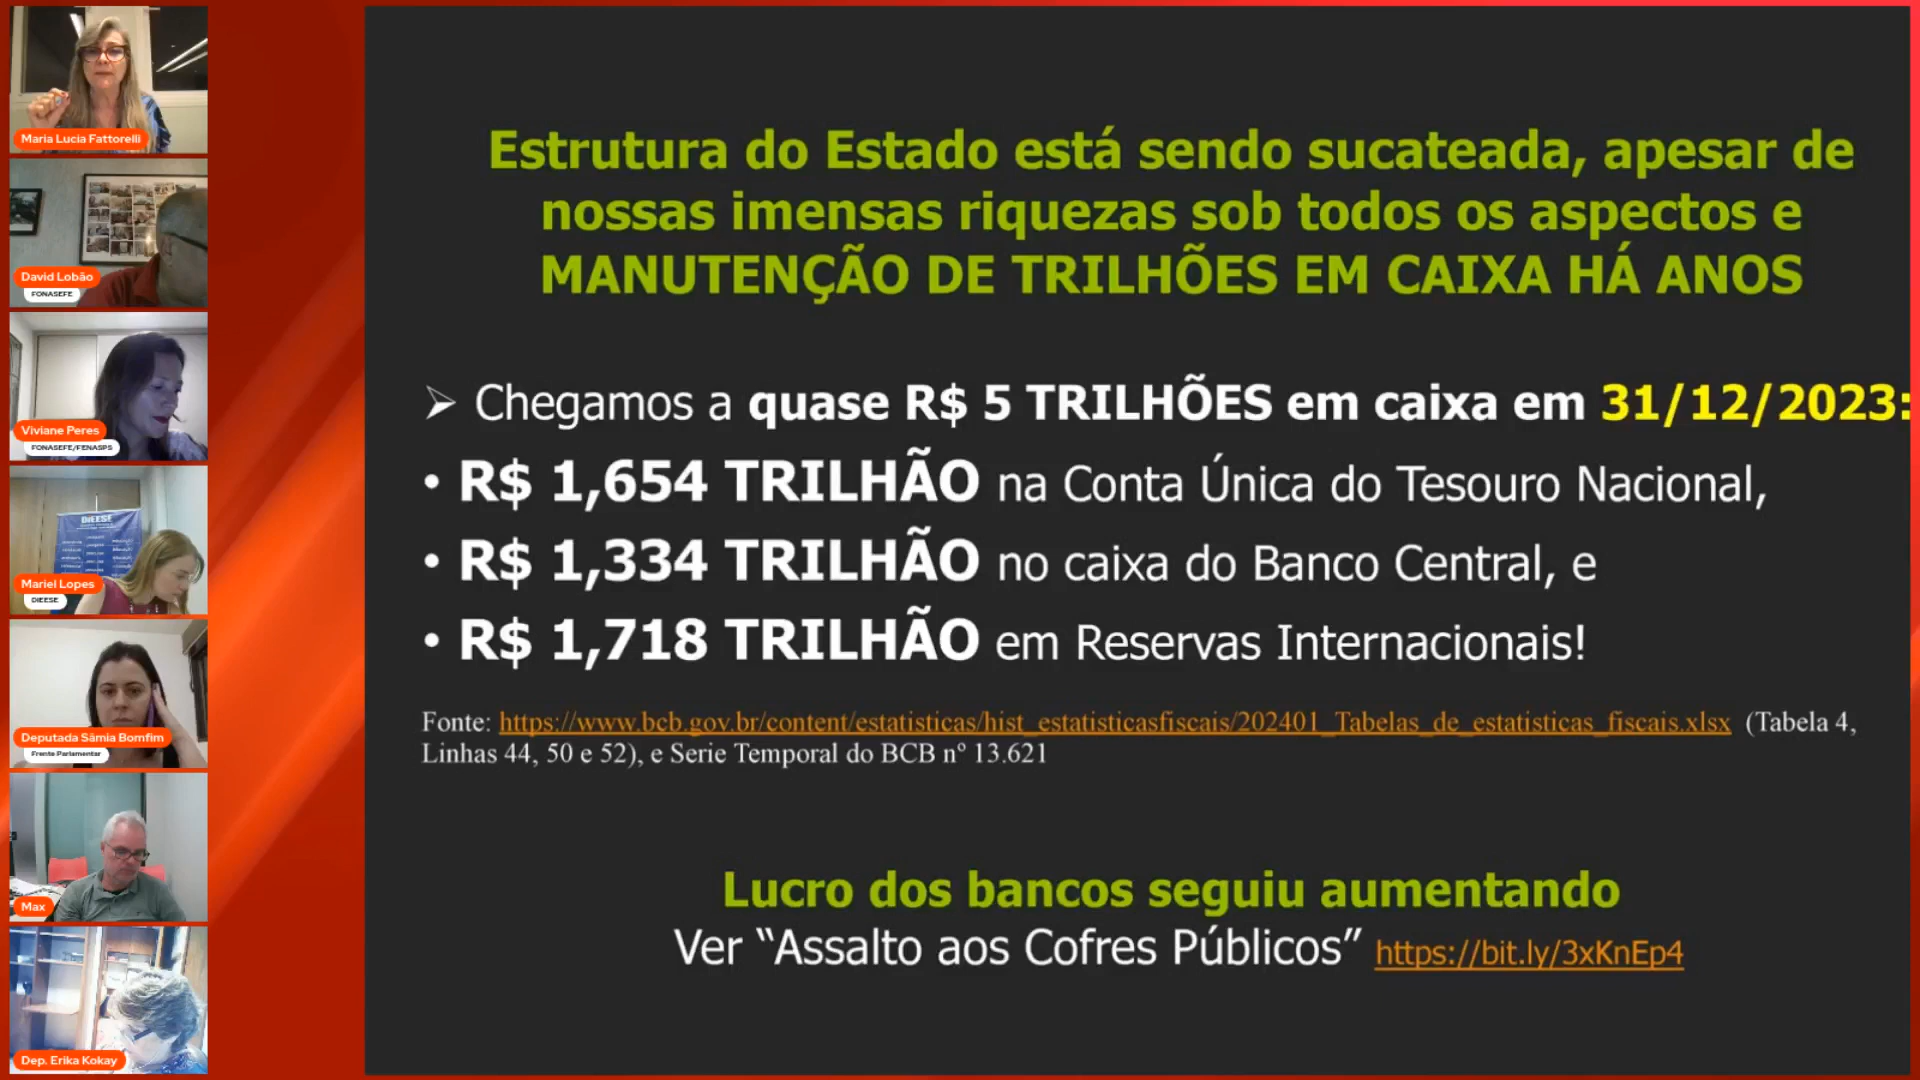 Maria Lucia Fattorelli
David Lobão
FONASEFE
Viviane Peres
FONASEFE/FENASPS
DIEESE
Mariel Lopes
DIEESE
Deputada Sâmia Bomfim
Frente Parlamentar
Max
Dep. Erika Kokay
Estrutura do Estado está sendo sucateada, apesar de
nossas imensas riquezas sob todos os aspectos e
MANUTENÇÃO DE TRILHÕES EM CAIXA HÁ ANOS
➢ Chegamos a quase R$ 5 TRILHÕES em caixa em 31/12/2023:
• R$ 1,654 TRILHÃO na Conta Única do Tesouro Nacional,
• R$ 1,334 TRILHÃO no caixa do Banco Central, e
• R$ 1,718 TRILHÃO em Reservas Internacionais!
Fonte: https://www.bcb.gov.br/content/estatisticas/hist_estatisticasfiscais/202401_Tabelas_de_estatisticas_fiscais.xlsx (Tabela 4,
Linhas 44, 50 e 52), e Serie Temporal do BCB nº 13.621
Lucro dos bancos seguiu aumentando
Ver “Assalto aos Cofres Públicos” https://bit.ly/3xKnEp4